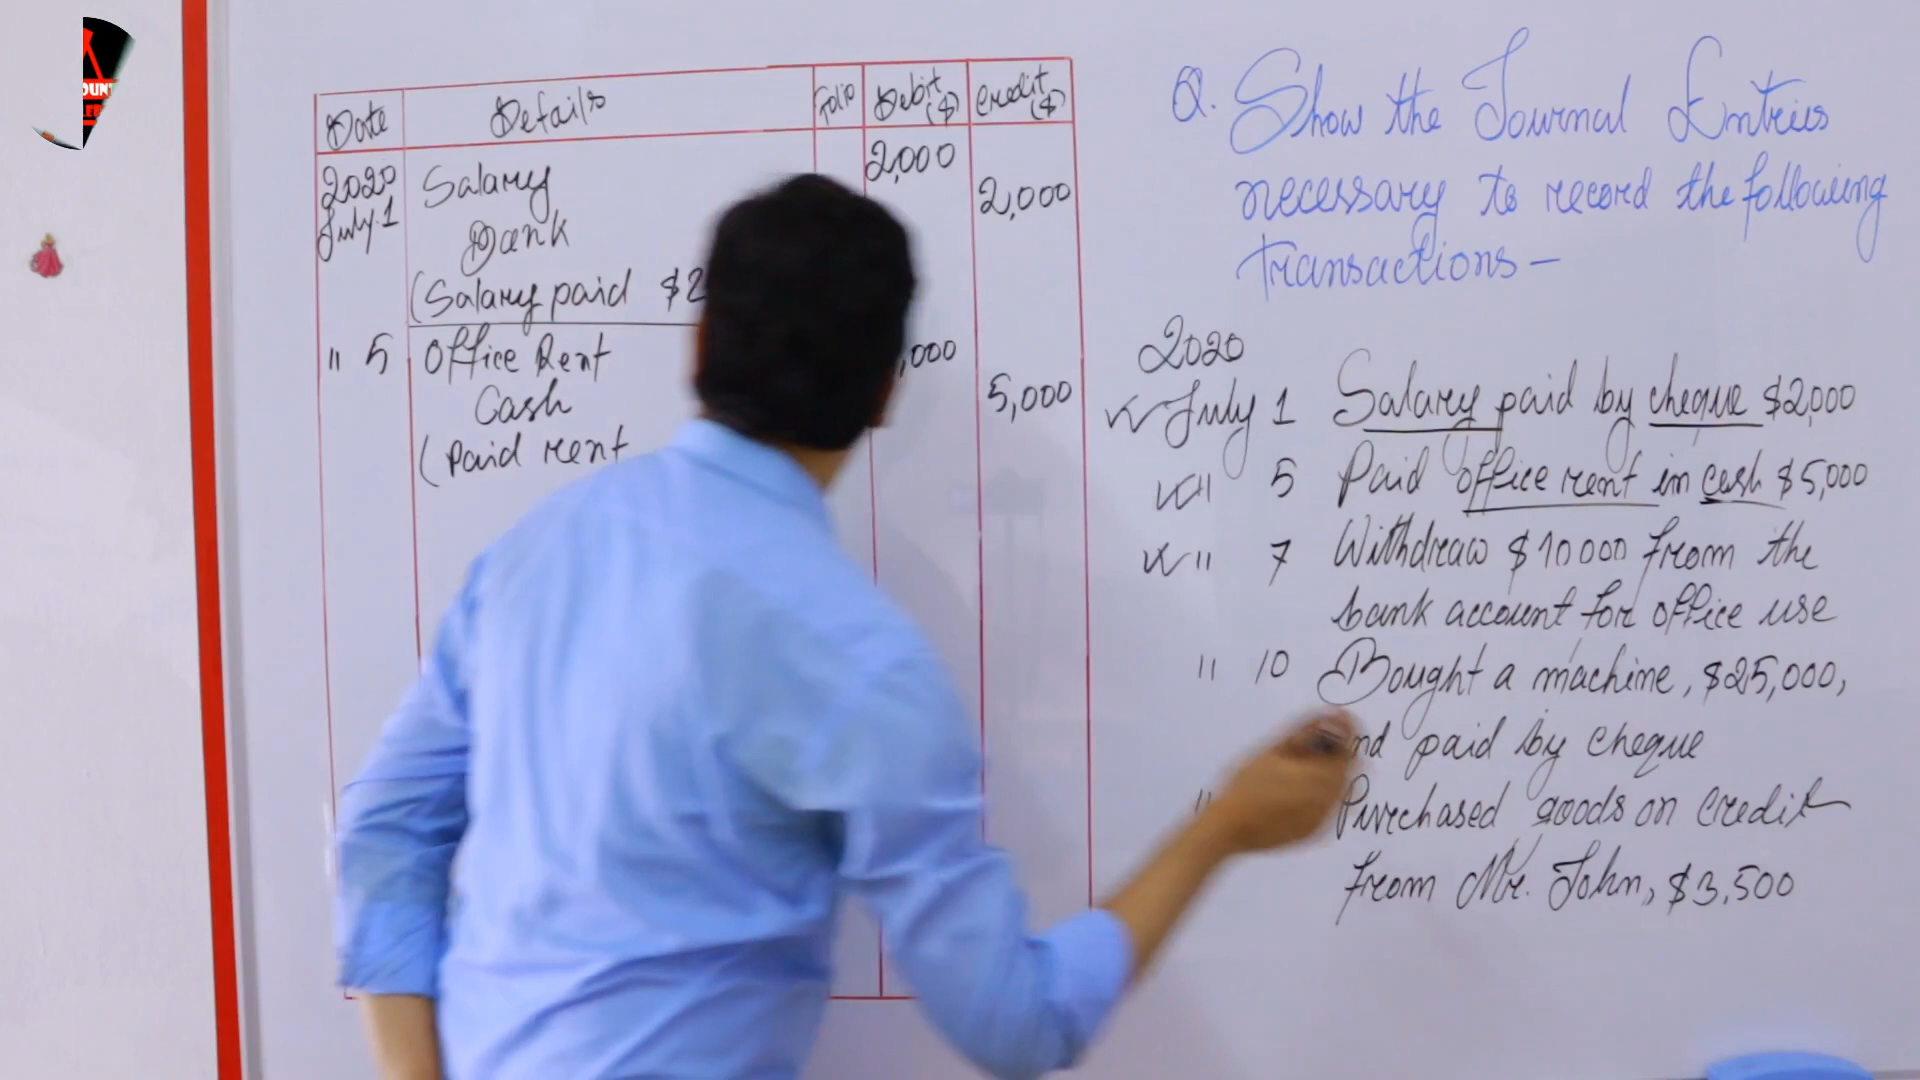 Date Details Folio Debit ($) Credit ($)
2020 Salary 2,000
July.1 Bank 2,000
(Salary paid $2
" 5 Office Rent ,000
Cash 5,000
(Paid rent
Q. Show the Journal Entries
necessary to record the following
transactions –
2020
July 1 Salary paid by cheque $2,000
" 5 Paid office rent in cash $5,000
" 7 Withdraw $10000 from the
bank account for office use
" 10 Bought a machine, $25,000,
nd paid by cheque
" Purchased goods on credit
from Mr. John, $3,500